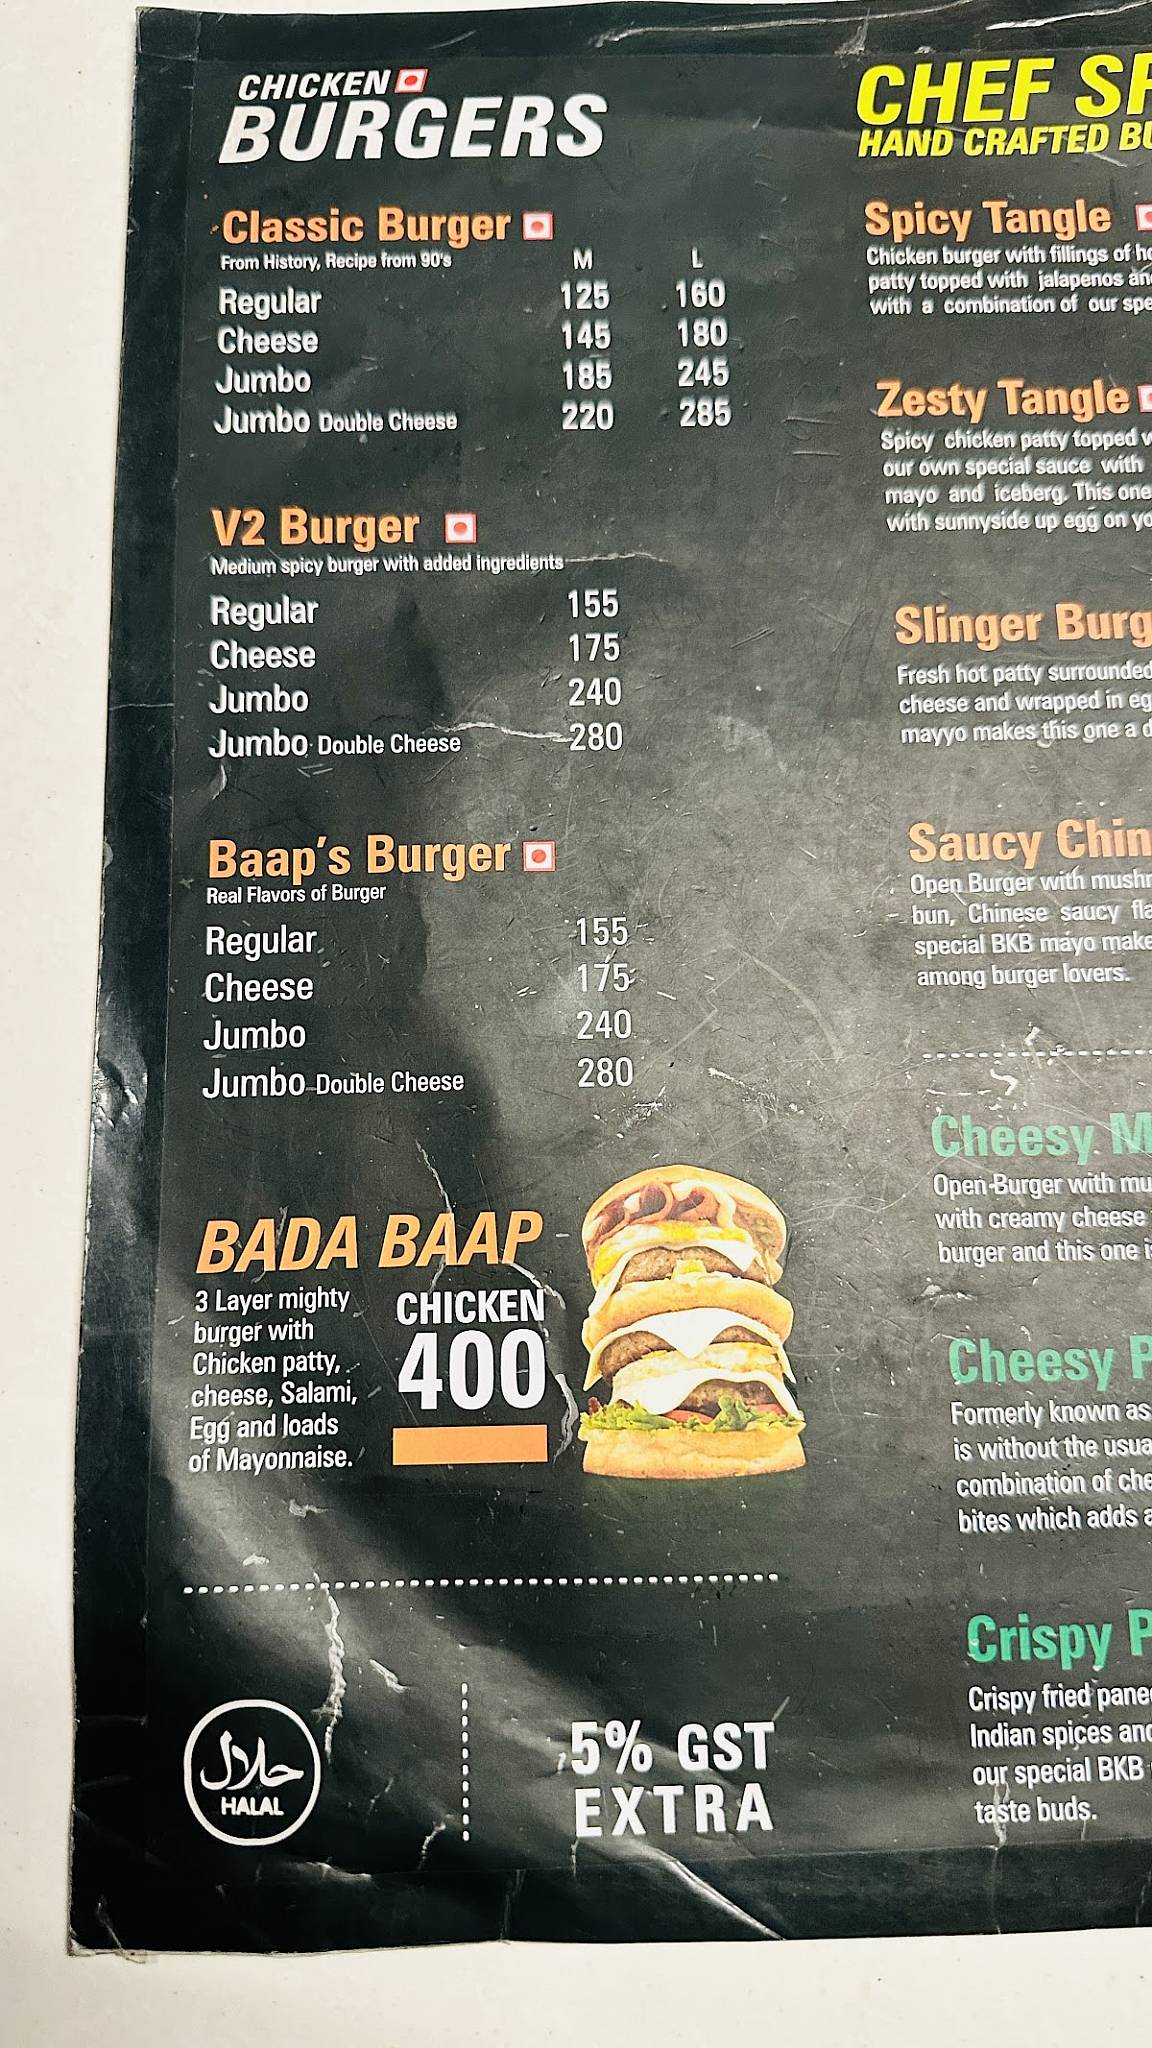 CHICKEN
BURGERS
Classic Burger
From History, Recipe from 90's M L
Regular 125 160
Cheese 145 180
Jumbo 185 245
Jumbo Double Cheese 220 285
V2 Burger
Medium spicy burger with added ingredients
Regular 155
Cheese 175
Jumbo 240
Jumbo Double Cheese 280
Baap's Burger
Real Flavors of Burger
Regular 155
Cheese 175
Jumbo 240
Jumbo Double Cheese 280
BADA BAAP
3 Layer mighty
burger with
Chicken patty,
cheese, Salami,
Egg and loads
of Mayonnaise.
CHICKEN
400
حلال
HALAL
5% GST
EXTRA
CHEF
HAND CRAFTED
Spicy Tangle
Chicken burger with fillings of
patty topped with jalapenos
with a combination of our
Zesty Tangle
Spicy chicken patty topped
our own special sauce with
mayo and iceberg. This one
with sunnyside up egg on
Slinger
Fresh hot patty surrounded
cheese and wrapped in
mayyo makes this one a
Saucy
Open Burger with
bun, Chinese saucy
special BKB mayo make
among burger lovers.
Cheesy
Open Burger with
with creamy cheese
burger and this one
Cheesy
Formerly known as
is without the
combination of
bites which adds
Crispy
Crispy fried
Indian spices
our special BKB
taste buds.